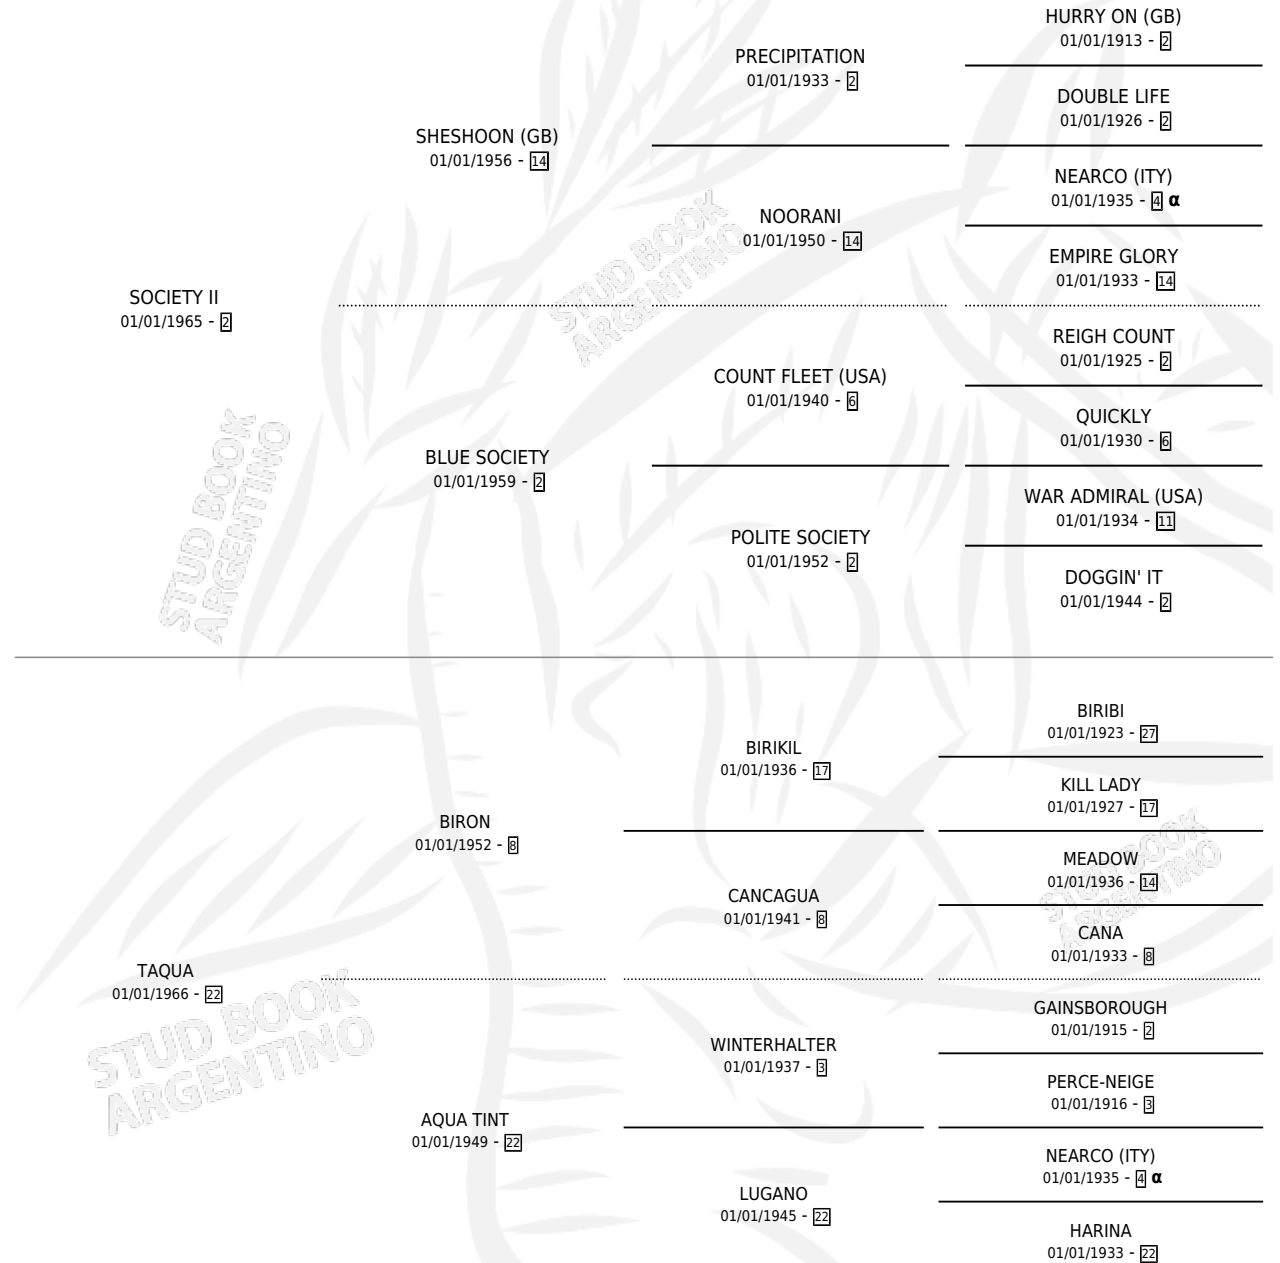 HURRY ON (GB)
01/01/1913 - 2
PRECIPITATION
01/01/1933 - 2
DOUBLE LIFE
01/01/1926 - 2
SHESHOON (GB)
01/01/1956 - 14
NEARCO (ITY)
01/01/1935 - 4 α
NOORANI
01/01/1950 - 14
EMPIRE GLORY
01/01/1933 - 14
STUD BOOK
ARGENTINO
SOCIETY II
01/01/1965 - 2
REIGH COUNT
01/01/1925 - 2
COUNT FLEET (USA)
01/01/1940 - 6
QUICKLY
01/01/1930 - 6
BLUE SOCIETY
01/01/1959 - 2
WAR ADMIRAL (USA)
01/01/1934 - 11
POLITE SOCIETY
01/01/1952 - 2
DOGGIN' IT
01/01/1944 - 2
STUD BOOK
ARGENTINO
BIRIBI
01/01/1923 - 27
BIRIKIL
01/01/1936 - 17
KILL LADY
01/01/1927 - 17
BIRON
01/01/1952 - 8
MEADOW
01/01/1936 - 14
CANCAGUA
01/01/1941 - 8
CANA
01/01/1933 - 8
STUD BOOK
ARGENTINO
TAQUA
01/01/1966 - 22
GAINSBOROUGH
01/01/1915 - 2
WINTERHALTER
01/01/1937 - 3
PERCE-NEIGE
01/01/1916 - 3
STUD BOOK
ARGENTINO
AQUA TINT
01/01/1949 - 22
NEARCO (ITY)
01/01/1935 - 4 α
LUGANO
01/01/1945 - 22
HARINA
01/01/1933 - 22